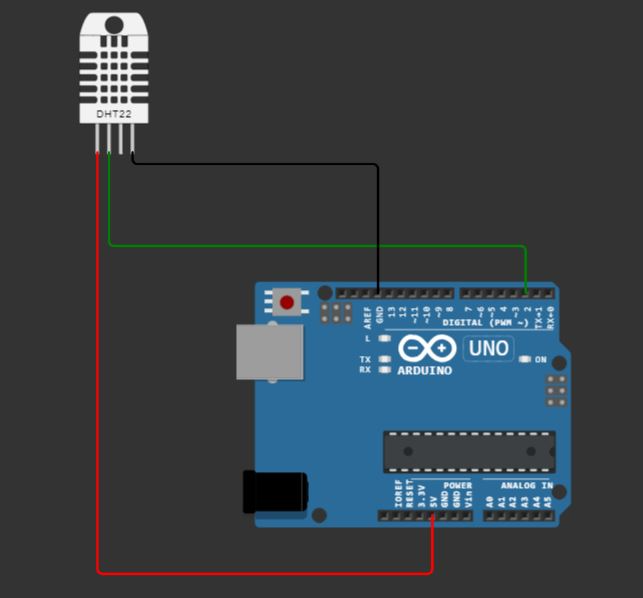 DHT22
AREF
GND
13
12
~11
~10
~9
8
7
~6
~5
4
~3
2
TX→1
RX←0
DIGITAL (PWM ~)
L
TX
RX
UNO
ON
ARDUINO
POWER
ANALOG IN
IOREF
RESET
3.3V
5V
GND
GND
Vin
A0
A1
A2
A3
A4
A5